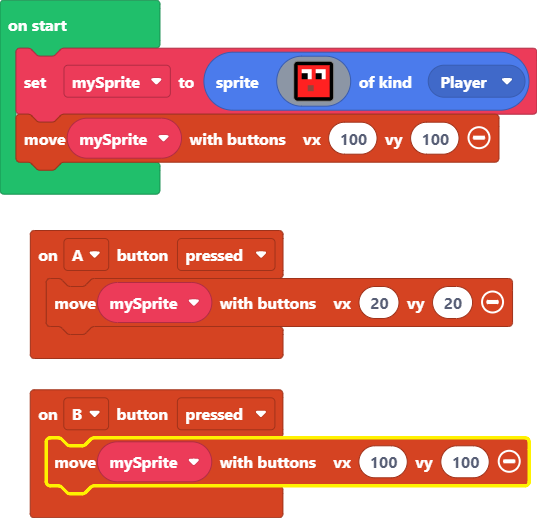 on start
set mySprite to sprite of kind Player
move mySprite with buttons vx 100 vy 100
on A button pressed
move mySprite with buttons vx 20 vy 20
on B button pressed
move mySprite with buttons vx 100 vy 100